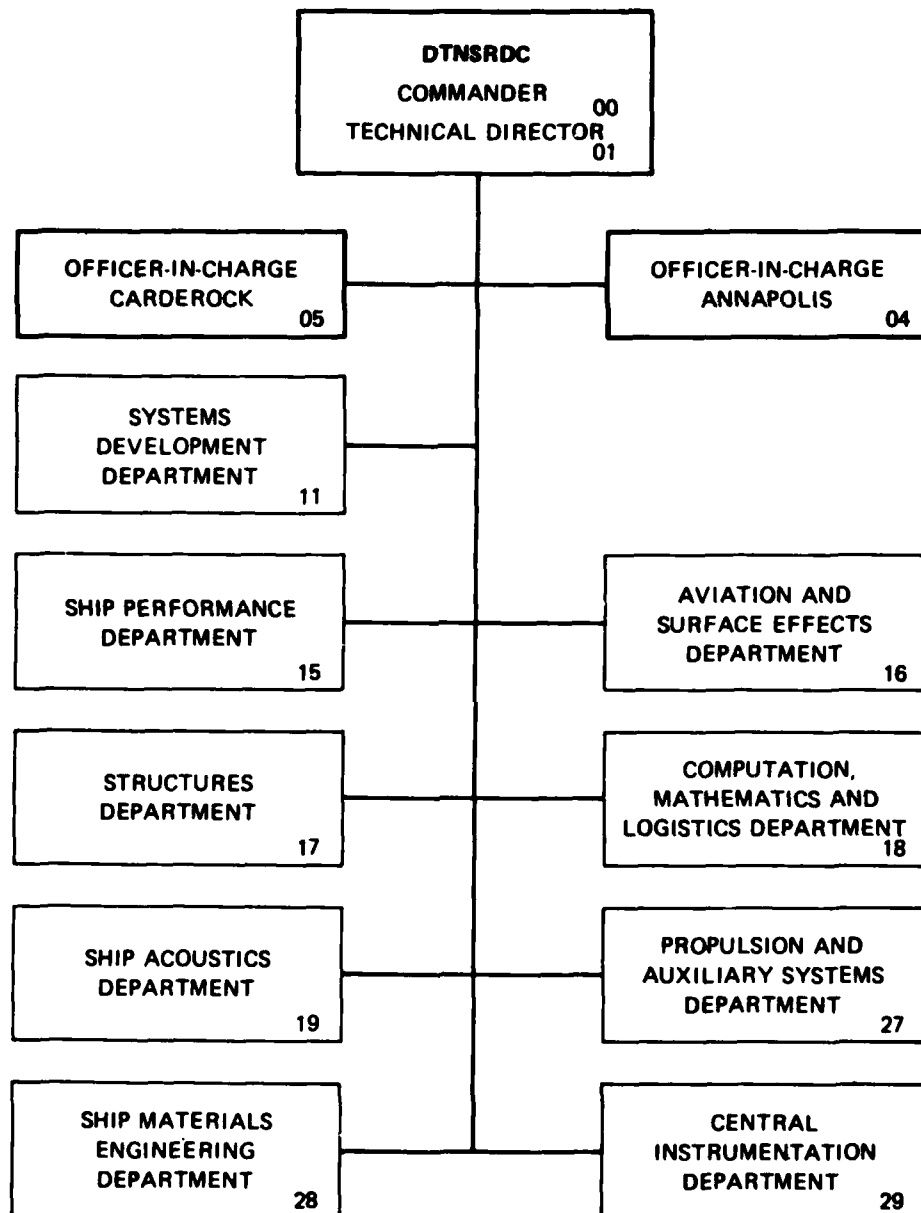 DTNSRDC
COMMANDER 00
TECHNICAL DIRECTOR 01
OFFICER-IN-CHARGE
CARDEROCK
05
OFFICER-IN-CHARGE
ANNAPOLIS
04
SYSTEMS
DEVELOPMENT
DEPARTMENT
11
SHIP PERFORMANCE
DEPARTMENT
15
AVIATION AND
SURFACE EFFECTS
DEPARTMENT
16
STRUCTURES
DEPARTMENT
17
COMPUTATION,
MATHEMATICS AND
LOGISTICS DEPARTMENT
18
SHIP ACOUSTICS
DEPARTMENT
19
PROPULSION AND
AUXILIARY SYSTEMS
DEPARTMENT
27
SHIP MATERIALS
ENGINEERING
DEPARTMENT
28
CENTRAL
INSTRUMENTATION
DEPARTMENT
29